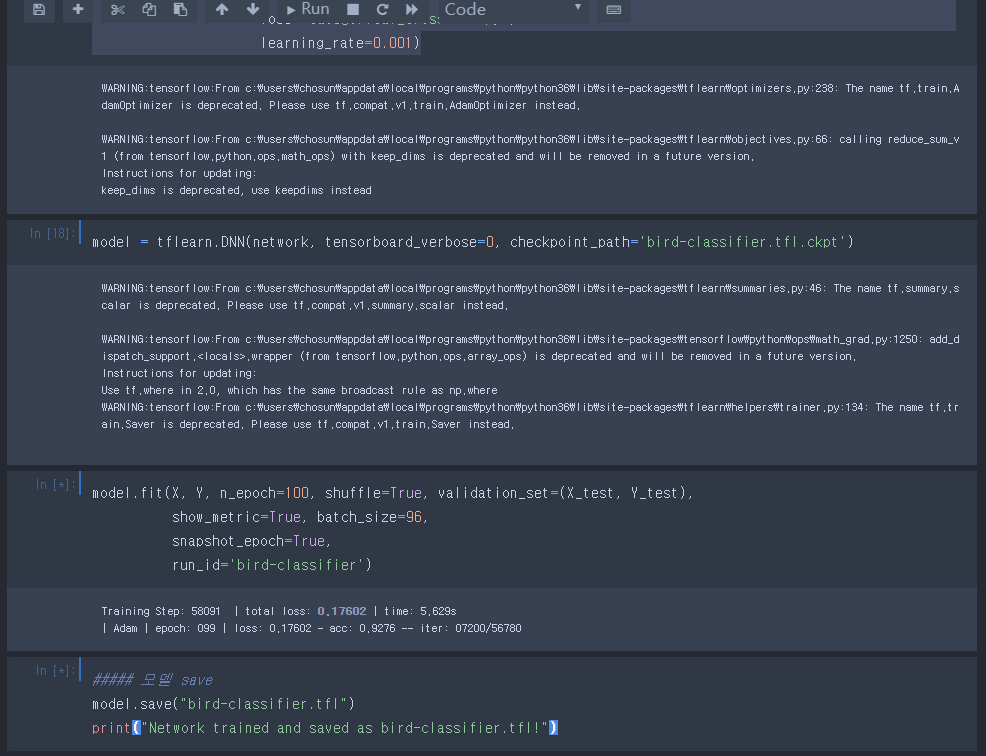 Run
Code
learning_rate=0.001)
WARNING:tensorflow:From c:₩users₩chosun₩appdata₩local₩programs₩python₩python36₩lib₩site-packages₩tflearn₩optimizers.py:238: The name tf.train.A
damOptimizer is deprecated. Please use tf.compat.v1.train.AdamOptimizer instead.
WARNING:tensorflow:From c:₩users₩chosun₩appdata₩local₩programs₩python₩python36₩lib₩site-packages₩tflearn₩objectives.py:66: calling reduce_sum_v
1 (from tensorflow.python.ops.math_ops) with keep_dims is deprecated and will be removed in a future version.
Instructions for updating:
keep_dims is deprecated, use keepdims instead
In [18]:
model = tflearn.DNN(network, tensorboard_verbose=0, checkpoint_path='bird-classifier.tfl.ckpt')
WARNING:tensorflow:From c:₩users₩chosun₩appdata₩local₩programs₩python₩python36₩lib₩site-packages₩tflearn₩summaries.py:46: The name tf.summary.s
calar is deprecated. Please use tf.compat.v1.summary.scalar instead.
WARNING:tensorflow:From c:₩users₩chosun₩appdata₩local₩programs₩python₩python36₩lib₩site-packages₩tensorflow₩python₩ops₩math_grad.py:1250: add_d
ispatch_support.<locals>.wrapper (from tensorflow.python.ops.array_ops) is deprecated and will be removed in a future version.
Instructions for updating:
Use tf.where in 2.0, which has the same broadcast rule as np.where
WARNING:tensorflow:From c:₩users₩chosun₩appdata₩local₩programs₩python₩python36₩lib₩site-packages₩tflearn₩helpers₩trainer.py:134: The name tf.tr
ain.Saver is deprecated. Please use tf.compat.v1.train.Saver instead.
In [*]:
model.fit(X, Y, n_epoch=100, shuffle=True, validation_set=(X_test, Y_test),
show_metric=True, batch_size=96,
snapshot_epoch=True,
run_id='bird-classifier')
Training Step: 58091 | total loss: 0.17602 | time: 5.629s
| Adam | epoch: 099 | loss: 0.17602 - acc: 0.9276 -- iter: 07200/56780
In [*]:
##### 모델 save
model.save("bird-classifier.tfl")
print("Network trained and saved as bird-classifier.tfl!")